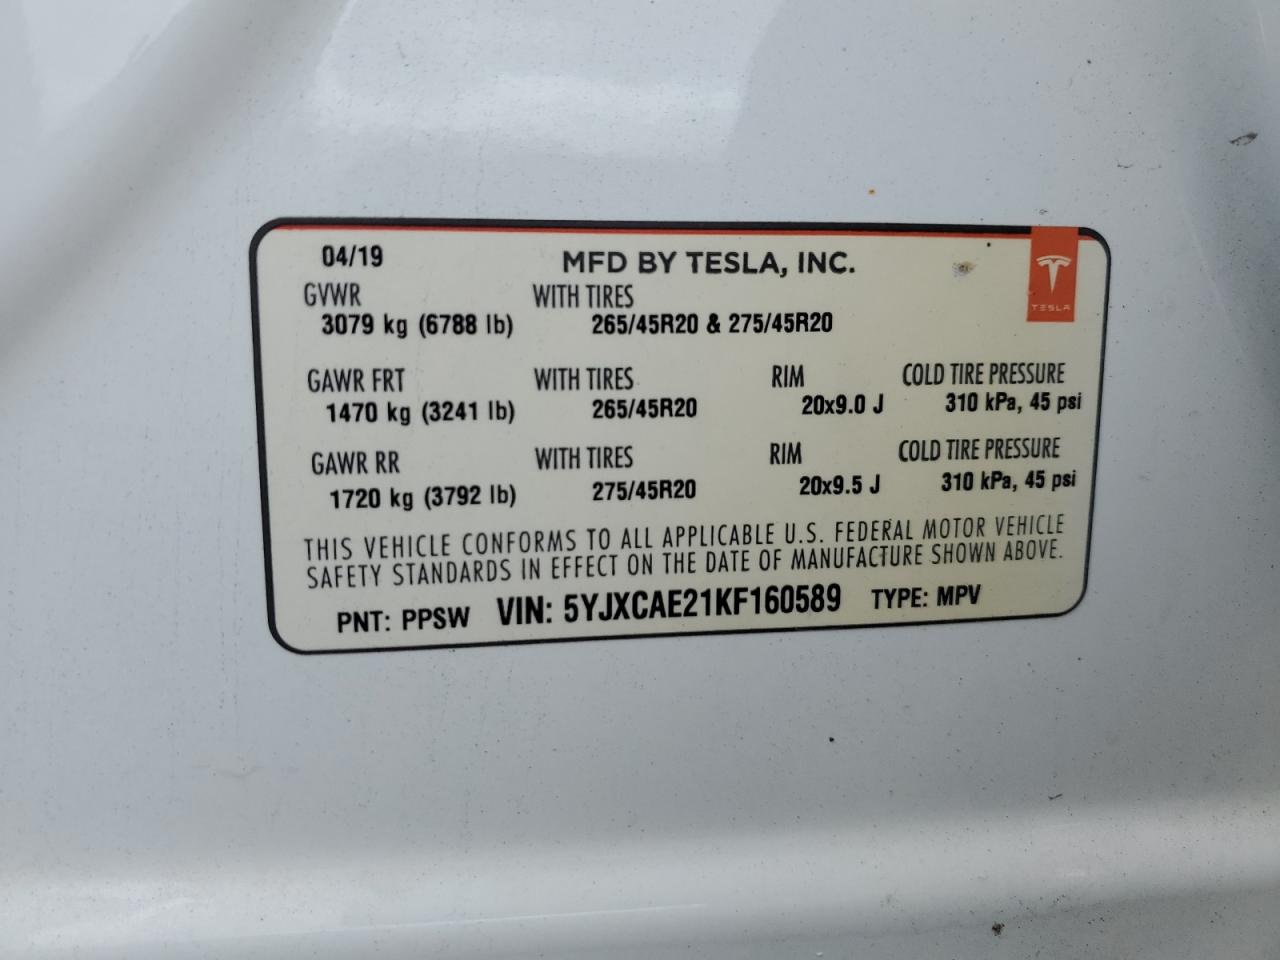 04/19 MFD BY TESLA, INC.
TESLA
GVWR WITH TIRES
3079 kg (6788 lb) 265/45R20 & 275/45R20
GAWR FRT WITH TIRES RIM COLD TIRE PRESSURE
1470 kg (3241 lb) 265/45R20 20x9.0 J 310 kPa, 45 psi
GAWR RR WITH TIRES RIM COLD TIRE PRESSURE
1720 kg (3792 lb) 275/45R20 20x9.5 J 310 kPa, 45 psi
THIS VEHICLE CONFORMS TO ALL APPLICABLE U.S. FEDERAL MOTOR VEHICLE
SAFETY STANDARDS IN EFFECT ON THE DATE OF MANUFACTURE SHOWN ABOVE.
PNT: PPSW VIN: 5YJXCAE21KF160589 TYPE: MPV